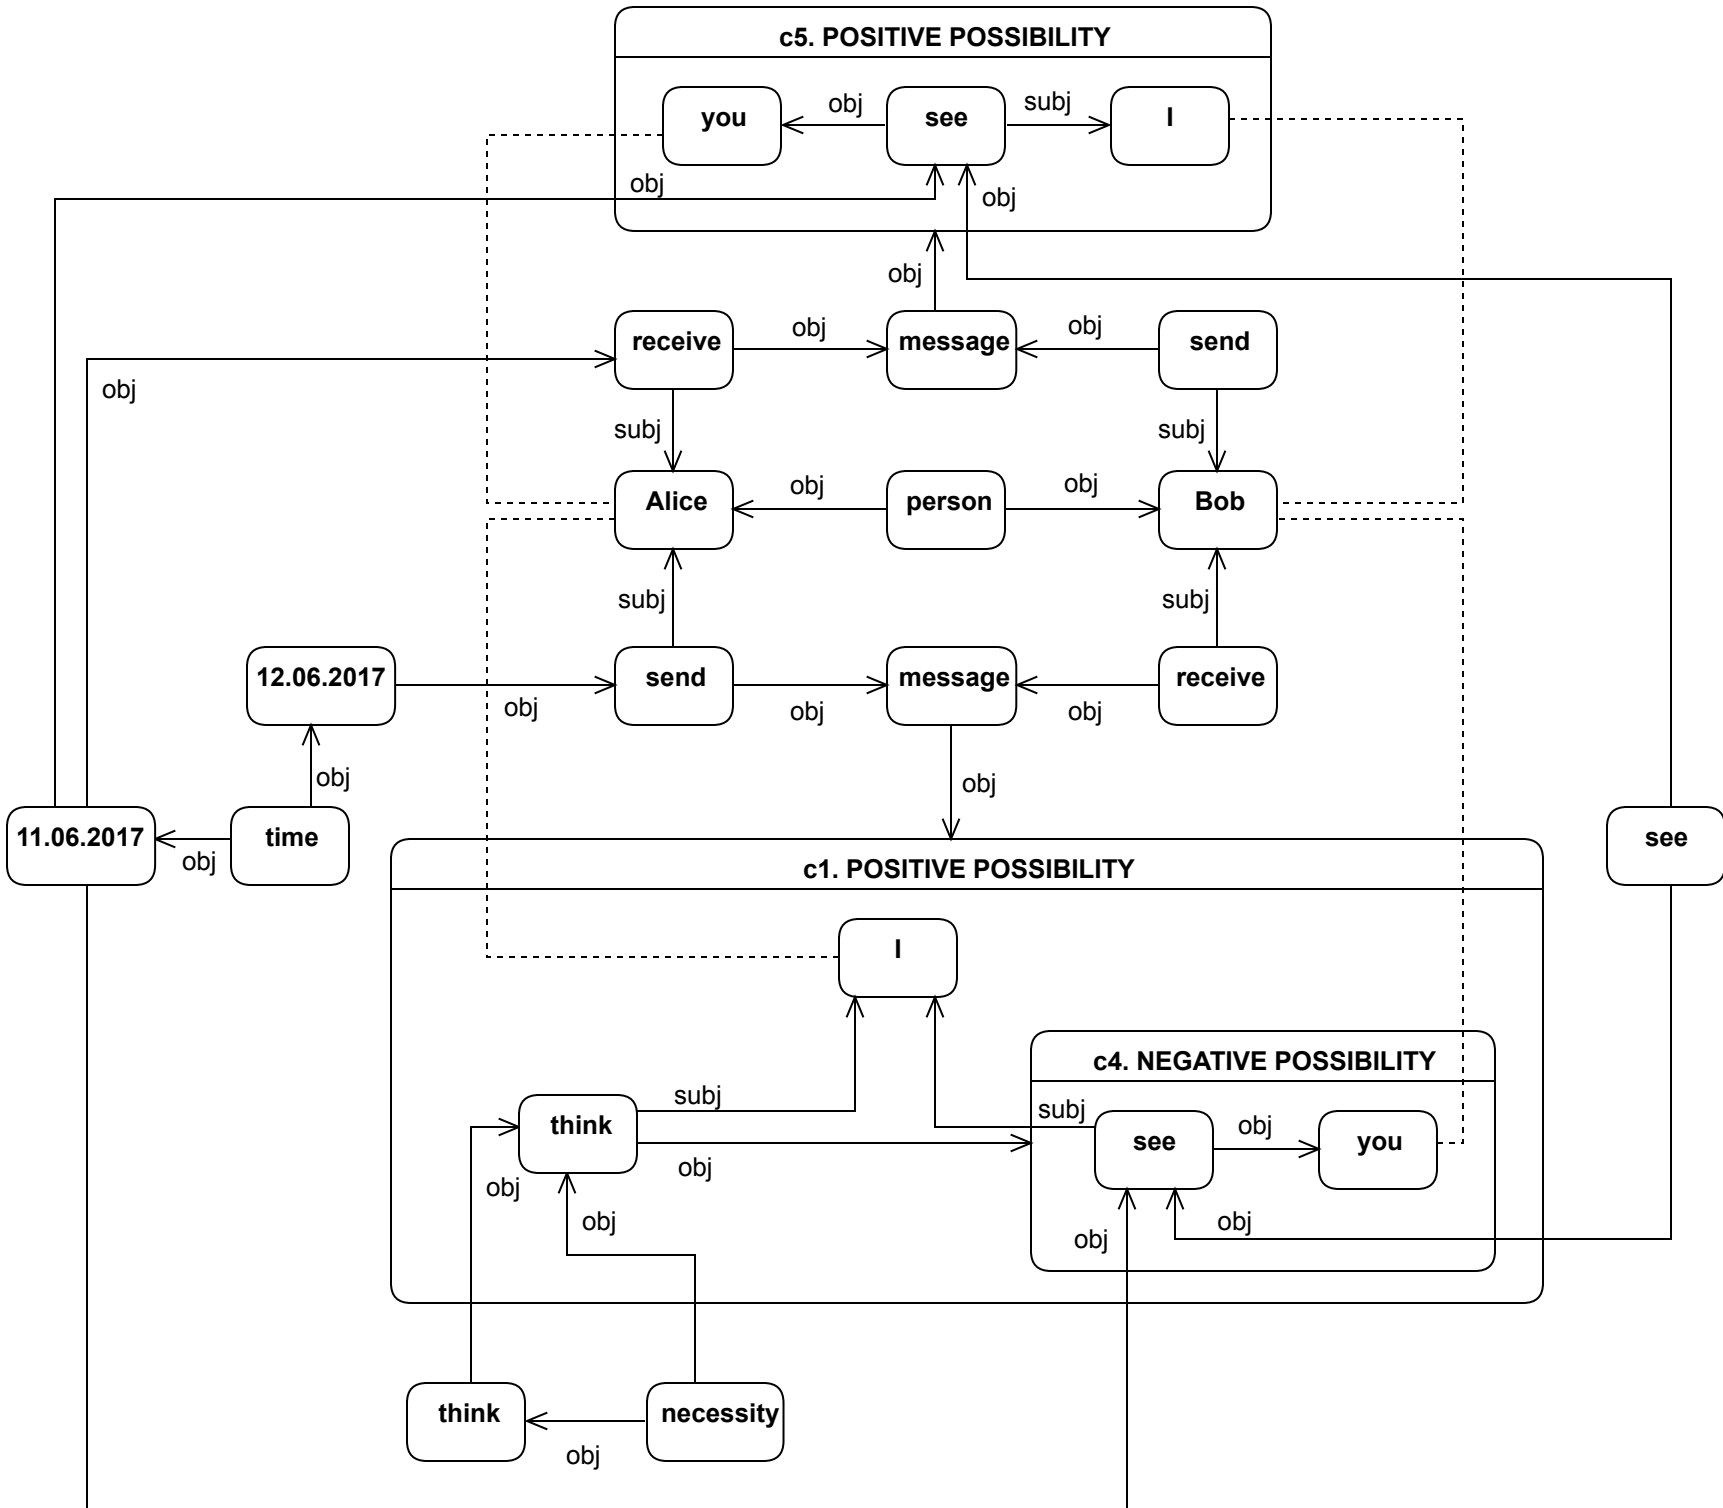 c5. POSITIVE POSSIBILITY
you
obj
see
subj
I
obj
obj
obj
receive
obj
message
obj
send
obj
subj
subj
Alice
obj
person
obj
Bob
subj
subj
12.06.2017
obj
send
obj
message
obj
receive
obj
obj
11.06.2017
obj
time
see
c1. POSITIVE POSSIBILITY
I
c4. NEGATIVE POSSIBILITY
subj
subj
think
see
obj
you
obj
obj
obj
obj
obj
think
necessity
obj